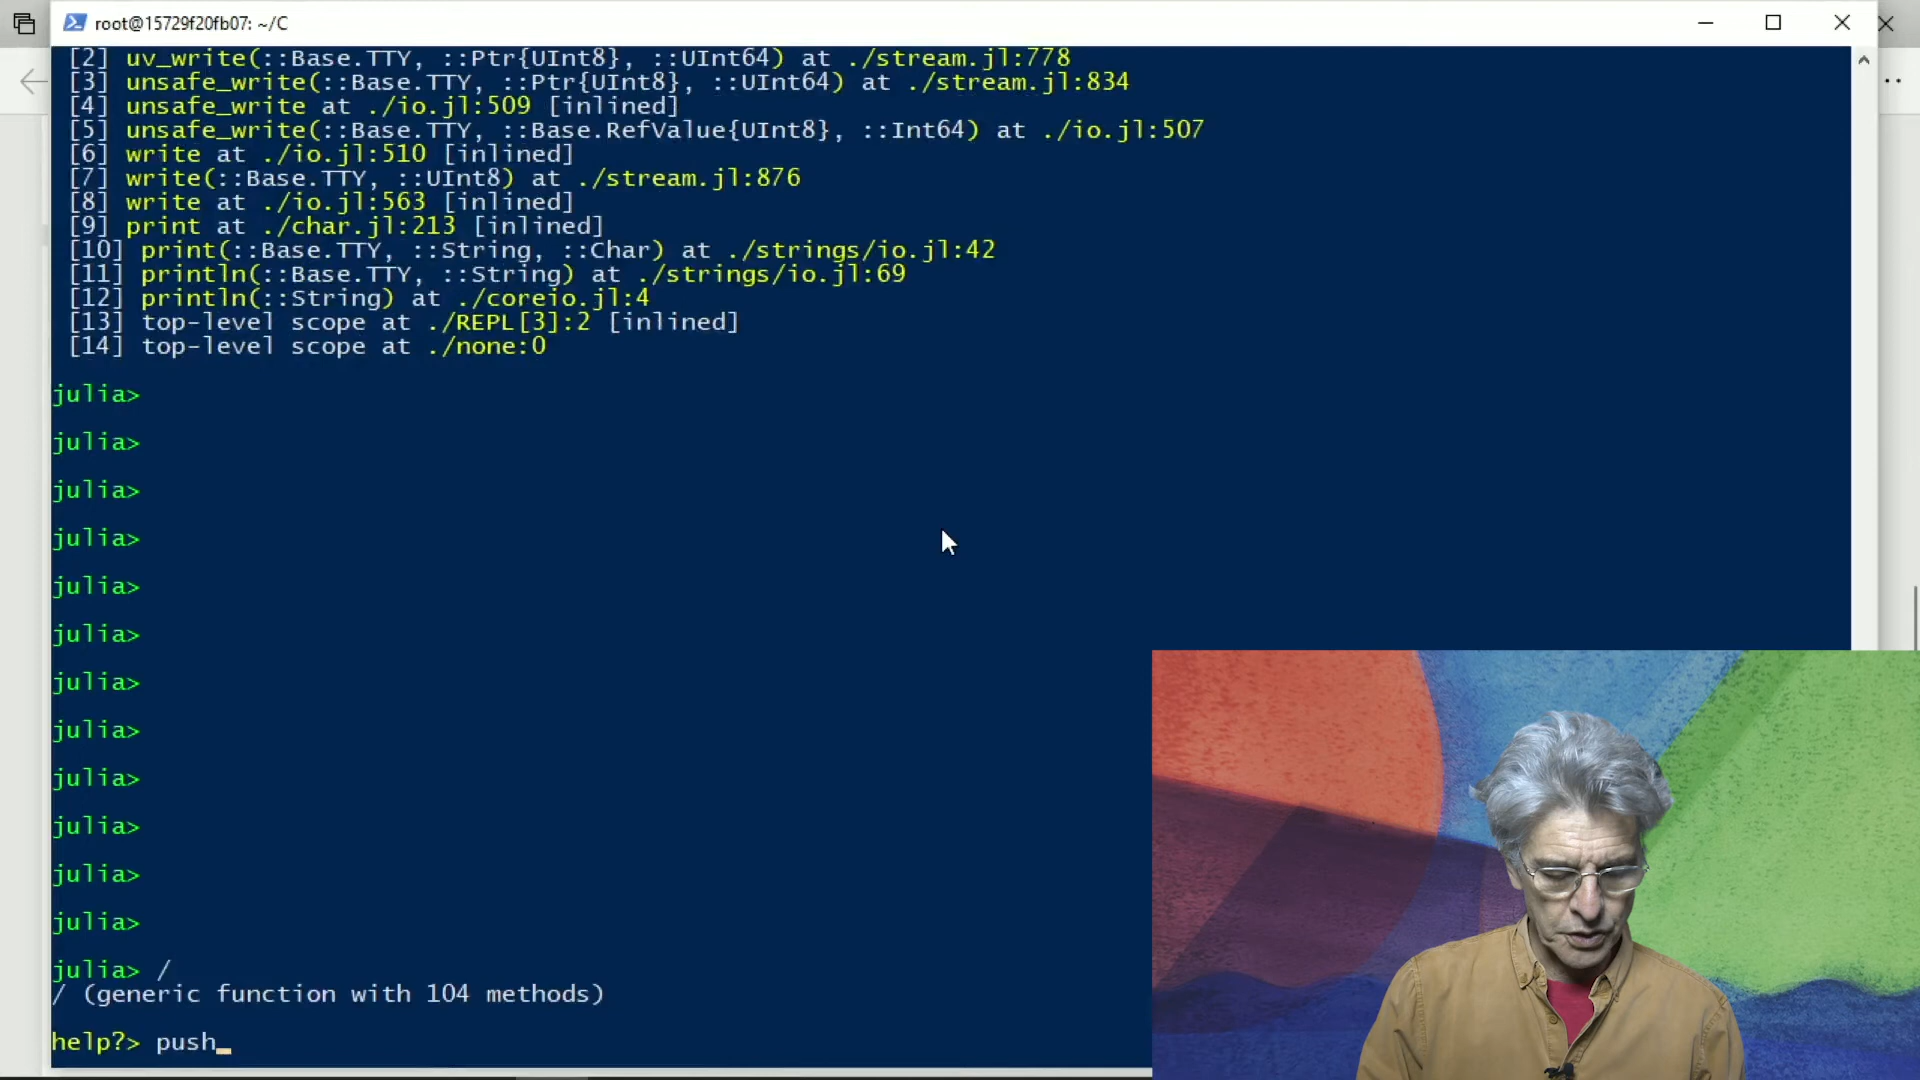 root@15729f20fb07: ~/C
[2] uv_write(::Base.TTY, ::Ptr{UInt8}, ::UInt64) at ./stream.jl:778
[3] unsafe_write(::Base.TTY, ::Ptr{UInt8}, ::UInt64) at ./stream.jl:834
[4] unsafe_write at ./io.jl:509 [inlined]
[5] unsafe_write(::Base.TTY, ::Base.RefValue{UInt8}, ::Int64) at ./io.jl:507
[6] write at ./io.jl:510 [inlined]
[7] write(::Base.TTY, ::UInt8) at ./stream.jl:876
[8] write at ./io.jl:563 [inlined]
[9] print at ./char.jl:213 [inlined]
[10] print(::Base.TTY, ::String, ::Char) at ./strings/io.jl:42
[11] println(::Base.TTY, ::String) at ./strings/io.jl:69
[12] println(::String) at ./coreio.jl:4
[13] top-level scope at ./REPL[3]:2 [inlined]
[14] top-level scope at ./none:0
julia>
julia>
julia>
julia>
julia>
julia>
julia>
julia>
julia>
julia>
julia>
julia>
julia> /
/ (generic function with 104 methods)
help?> push_